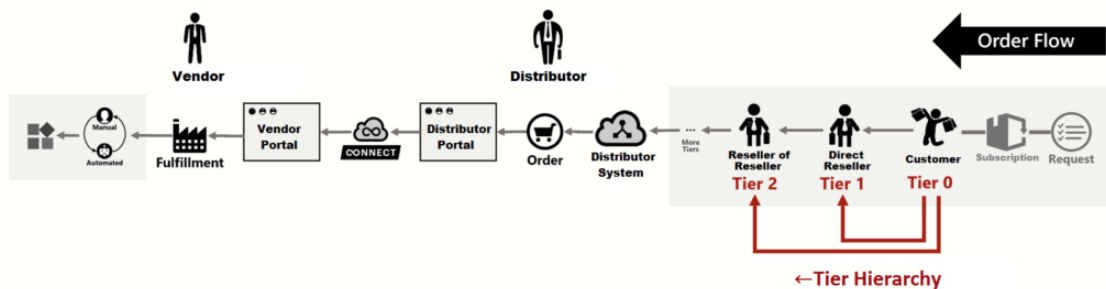 Order Flow
Vendor
Distributor
Manual
Automated
Fulfillment
Vendor
Portal
CONNECT
Distributor
Portal
Order
Distributor
System
...
More
Tiers
Reseller of
Reseller
Tier 2
Direct
Reseller
Tier 1
Customer
Tier 0
Subscription
Request
←Tier Hierarchy